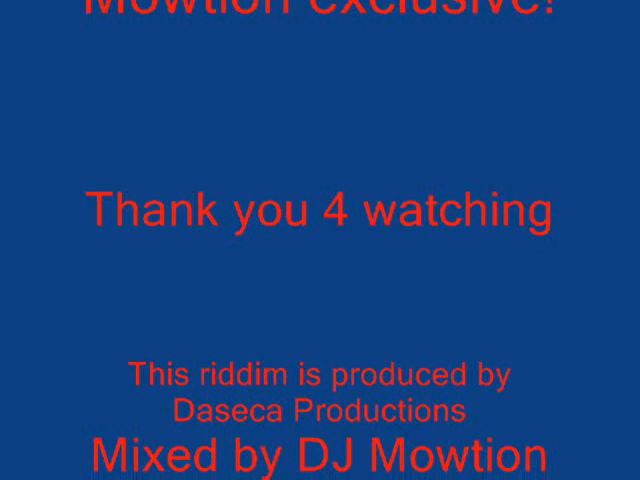 Mowtion exclusive!
Thank you 4 watching
This riddim is produced by
Daseca Productions
Mixed by DJ Mowtion